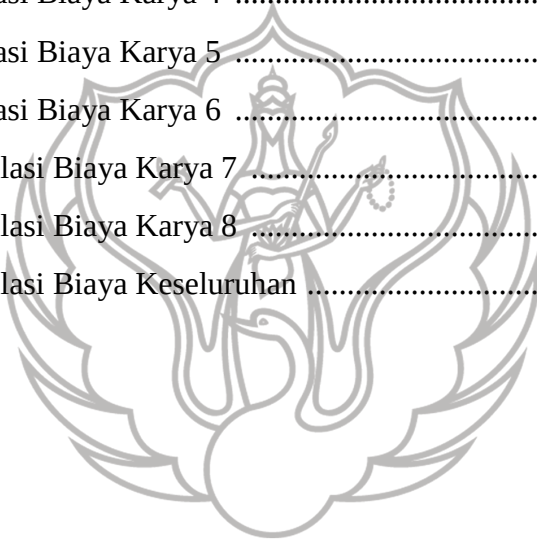 asi Biaya Karya 4 ..................................
asi Biaya Karya 5 ..................................
asi Biaya Karya 6 ..................................
lasi Biaya Karya 7 ................................
lasi Biaya Karya 8 ................................
lasi Biaya Keseluruhan .........................